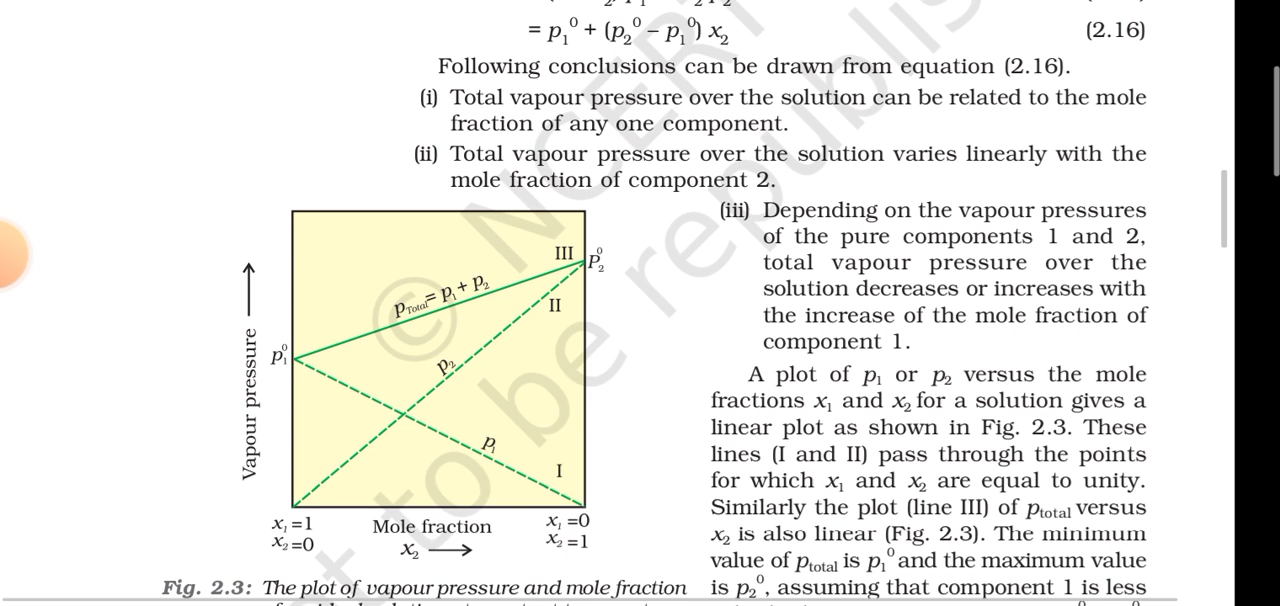 = p₁⁰ + (p₂⁰ – p₁⁰) x₂ (2.16)
Following conclusions can be drawn from equation (2.16).
(i) Total vapour pressure over the solution can be related to the mole
fraction of any one component.
(ii) Total vapour pressure over the solution varies linearly with the
mole fraction of component 2.
(iii) Depending on the vapour pressures
of the pure components 1 and 2,
total vapour pressure over the
solution decreases or increases with
the increase of the mole fraction of
component 1.
A plot of p₁ or p₂ versus the mole
fractions x₁ and x₂ for a solution gives a
linear plot as shown in Fig. 2.3. These
lines (I and II) pass through the points
for which x₁ and x₂ are equal to unity.
Similarly the plot (line III) of p_total versus
x₂ is also linear (Fig. 2.3). The minimum
value of p_total is p₁⁰ and the maximum value
is p₂⁰, assuming that component 1 is less
Vapour pressure
III
P₂⁰
p_Total = p₁ + p₂
II
p₁⁰
p₂
p₁
I
x₁ =1
x₂ =0
Mole fraction
x₂
x₁ =0
x₂ =1
Fig. 2.3: The plot of vapour pressure and mole fraction
© NCERT
not to be republis